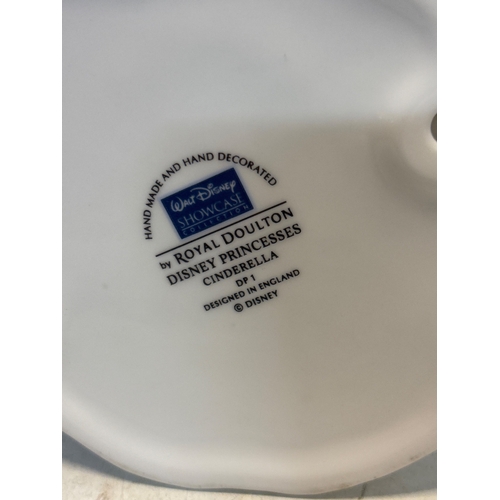 HAND MADE AND HAND DECORATED
Walt Disney
SHOWCASE
COLLECTION
by ROYAL DOULTON
DISNEY PRINCESSES
CINDERELLA
DP 1
DESIGNED IN ENGLAND
© DISNEY